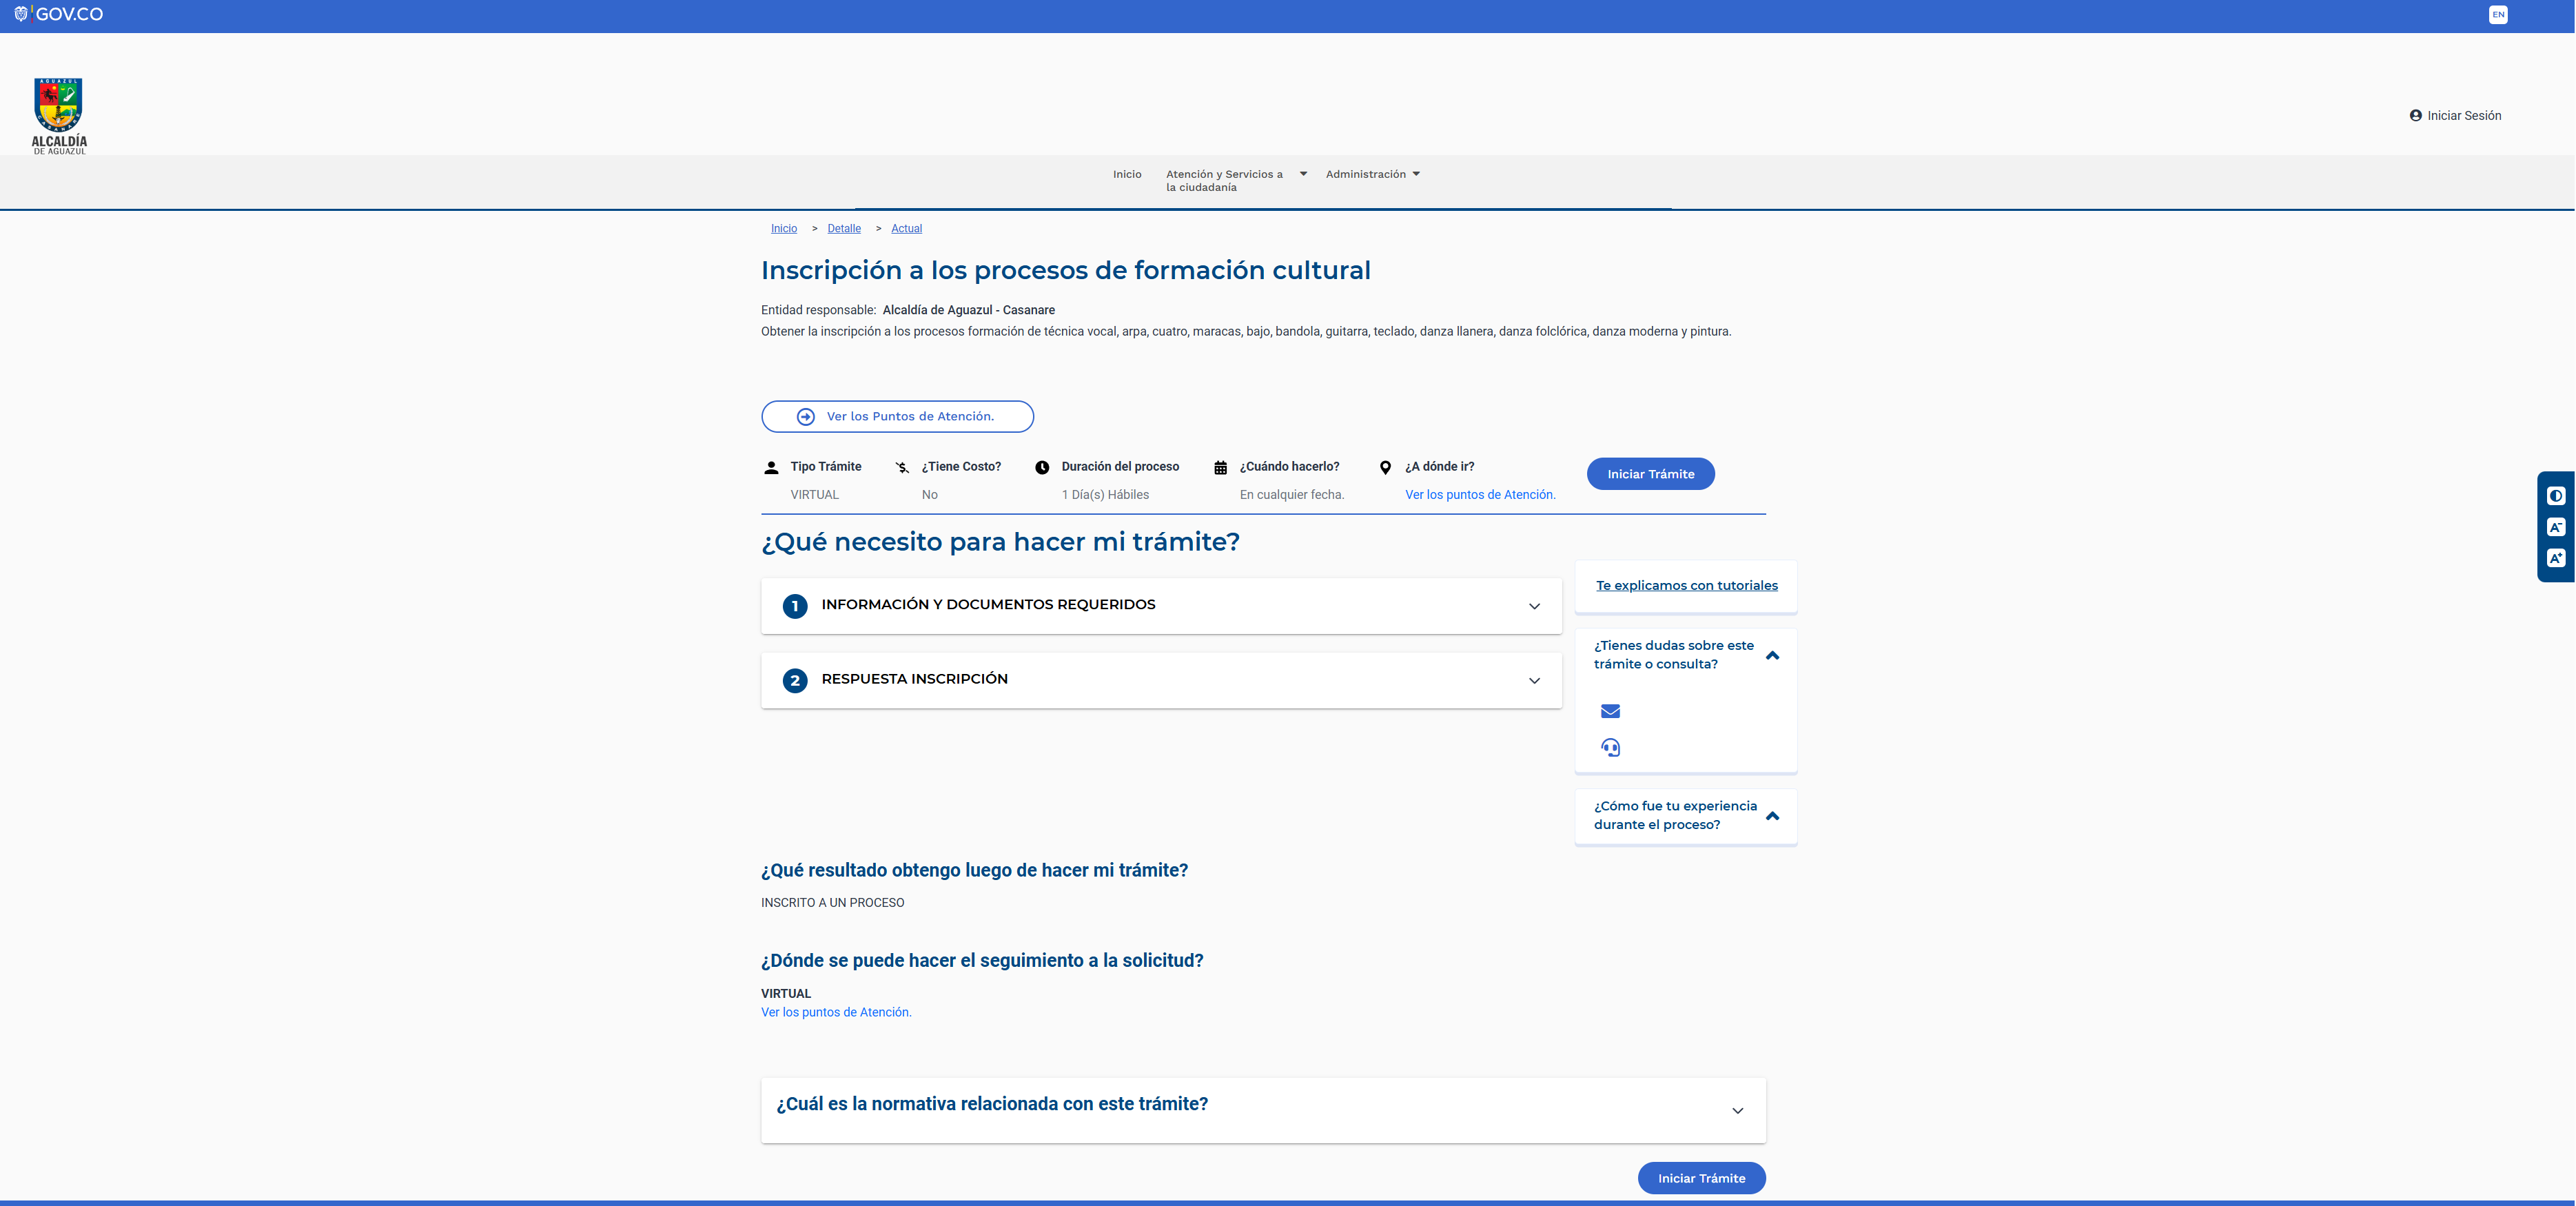 GOV.CO
EN
AGUAZUL
CASANARE
ALCALDÍA
DE AGUAZUL
Iniciar Sesión
Inicio
Atención y Servicios a
la ciudadanía
Administración
Inicio > Detalle > Actual
Inscripción a los procesos de formación cultural
Entidad responsable: Alcaldía de Aguazul - Casanare
Obtener la inscripción a los procesos formación de técnica vocal, arpa, cuatro, maracas, bajo, bandola, guitarra, teclado, danza llanera, danza folclórica, danza moderna y pintura.
Ver los Puntos de Atención.
Tipo Trámite
VIRTUAL
¿Tiene Costo?
No
Duración del proceso
1 Día(s) Hábiles
¿Cuándo hacerlo?
En cualquier fecha.
¿A dónde ir?
Ver los puntos de Atención.
Iniciar Trámite
A-
A+
¿Qué necesito para hacer mi trámite?
1 INFORMACIÓN Y DOCUMENTOS REQUERIDOS
2 RESPUESTA INSCRIPCIÓN
Te explicamos con tutoriales
¿Tienes dudas sobre este
trámite o consulta?
¿Cómo fue tu experiencia
durante el proceso?
¿Qué resultado obtengo luego de hacer mi trámite?
INSCRITO A UN PROCESO
¿Dónde se puede hacer el seguimiento a la solicitud?
VIRTUAL
Ver los puntos de Atención.
¿Cuál es la normativa relacionada con este trámite?
Iniciar Trámite